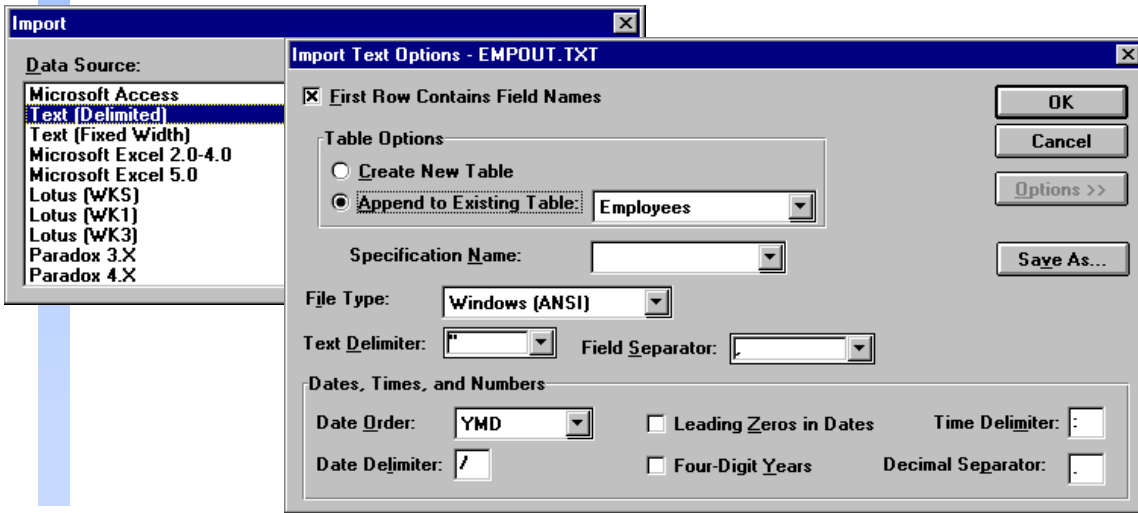 Import
Data Source:
Microsoft Access
Text (Delimited)
Text (Fixed Width)
Microsoft Excel 2.0-4.0
Microsoft Excel 5.0
Lotus (WKS)
Lotus (WK1)
Lotus (WK3)
Paradox 3.X
Paradox 4.X
Import Text Options - EMPOUT.TXT
First Row Contains Field Names
OK
Cancel
Options >>
Save As...
Table Options
Create New Table
Append to Existing Table: Employees
Specification Name:
File Type: Windows (ANSI)
Text Delimiter: " Field Separator: ,
Dates, Times, and Numbers
Date Order: YMD Leading Zeros in Dates Time Delimiter: :
Date Delimiter: / Four-Digit Years Decimal Separator: .